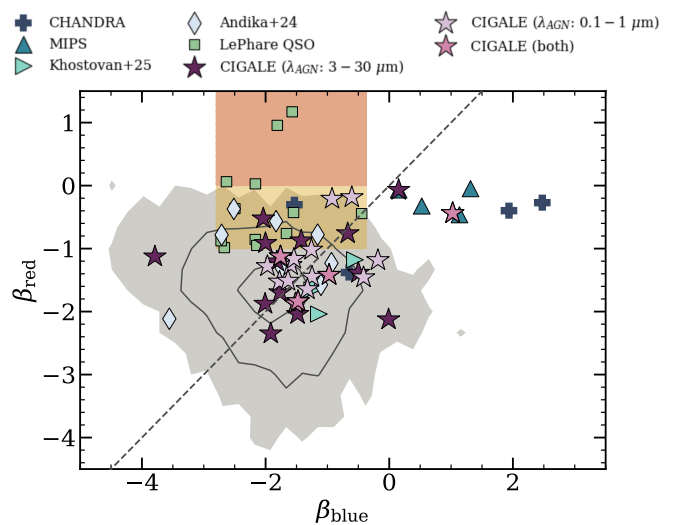 CHANDRA
MIPS
Khostovan+25
Andika+24
LePhare QSO
CIGALE (λ_AGN: 3 − 30 μm)
CIGALE (λ_AGN: 0.1 − 1 μm)
CIGALE (both)
1
0
−1
−2
−3
−4
β_red
−4 −2 0 2
β_blue